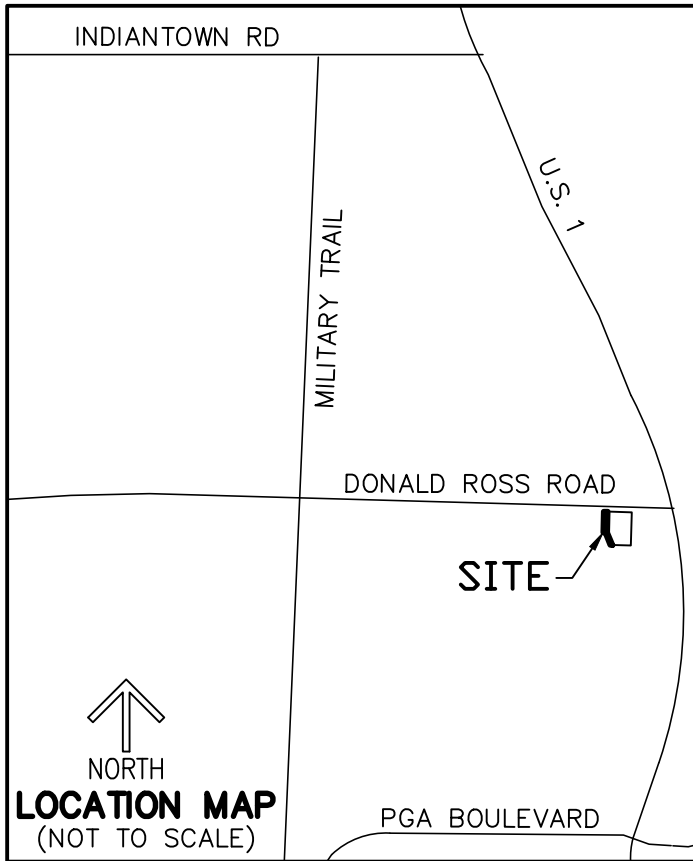 INDIANTOWN RD
U.S. 1
MILITARY TRAIL
DONALD ROSS ROAD
SITE
NORTH
LOCATION MAP
(NOT TO SCALE)
PGA BOULEVARD